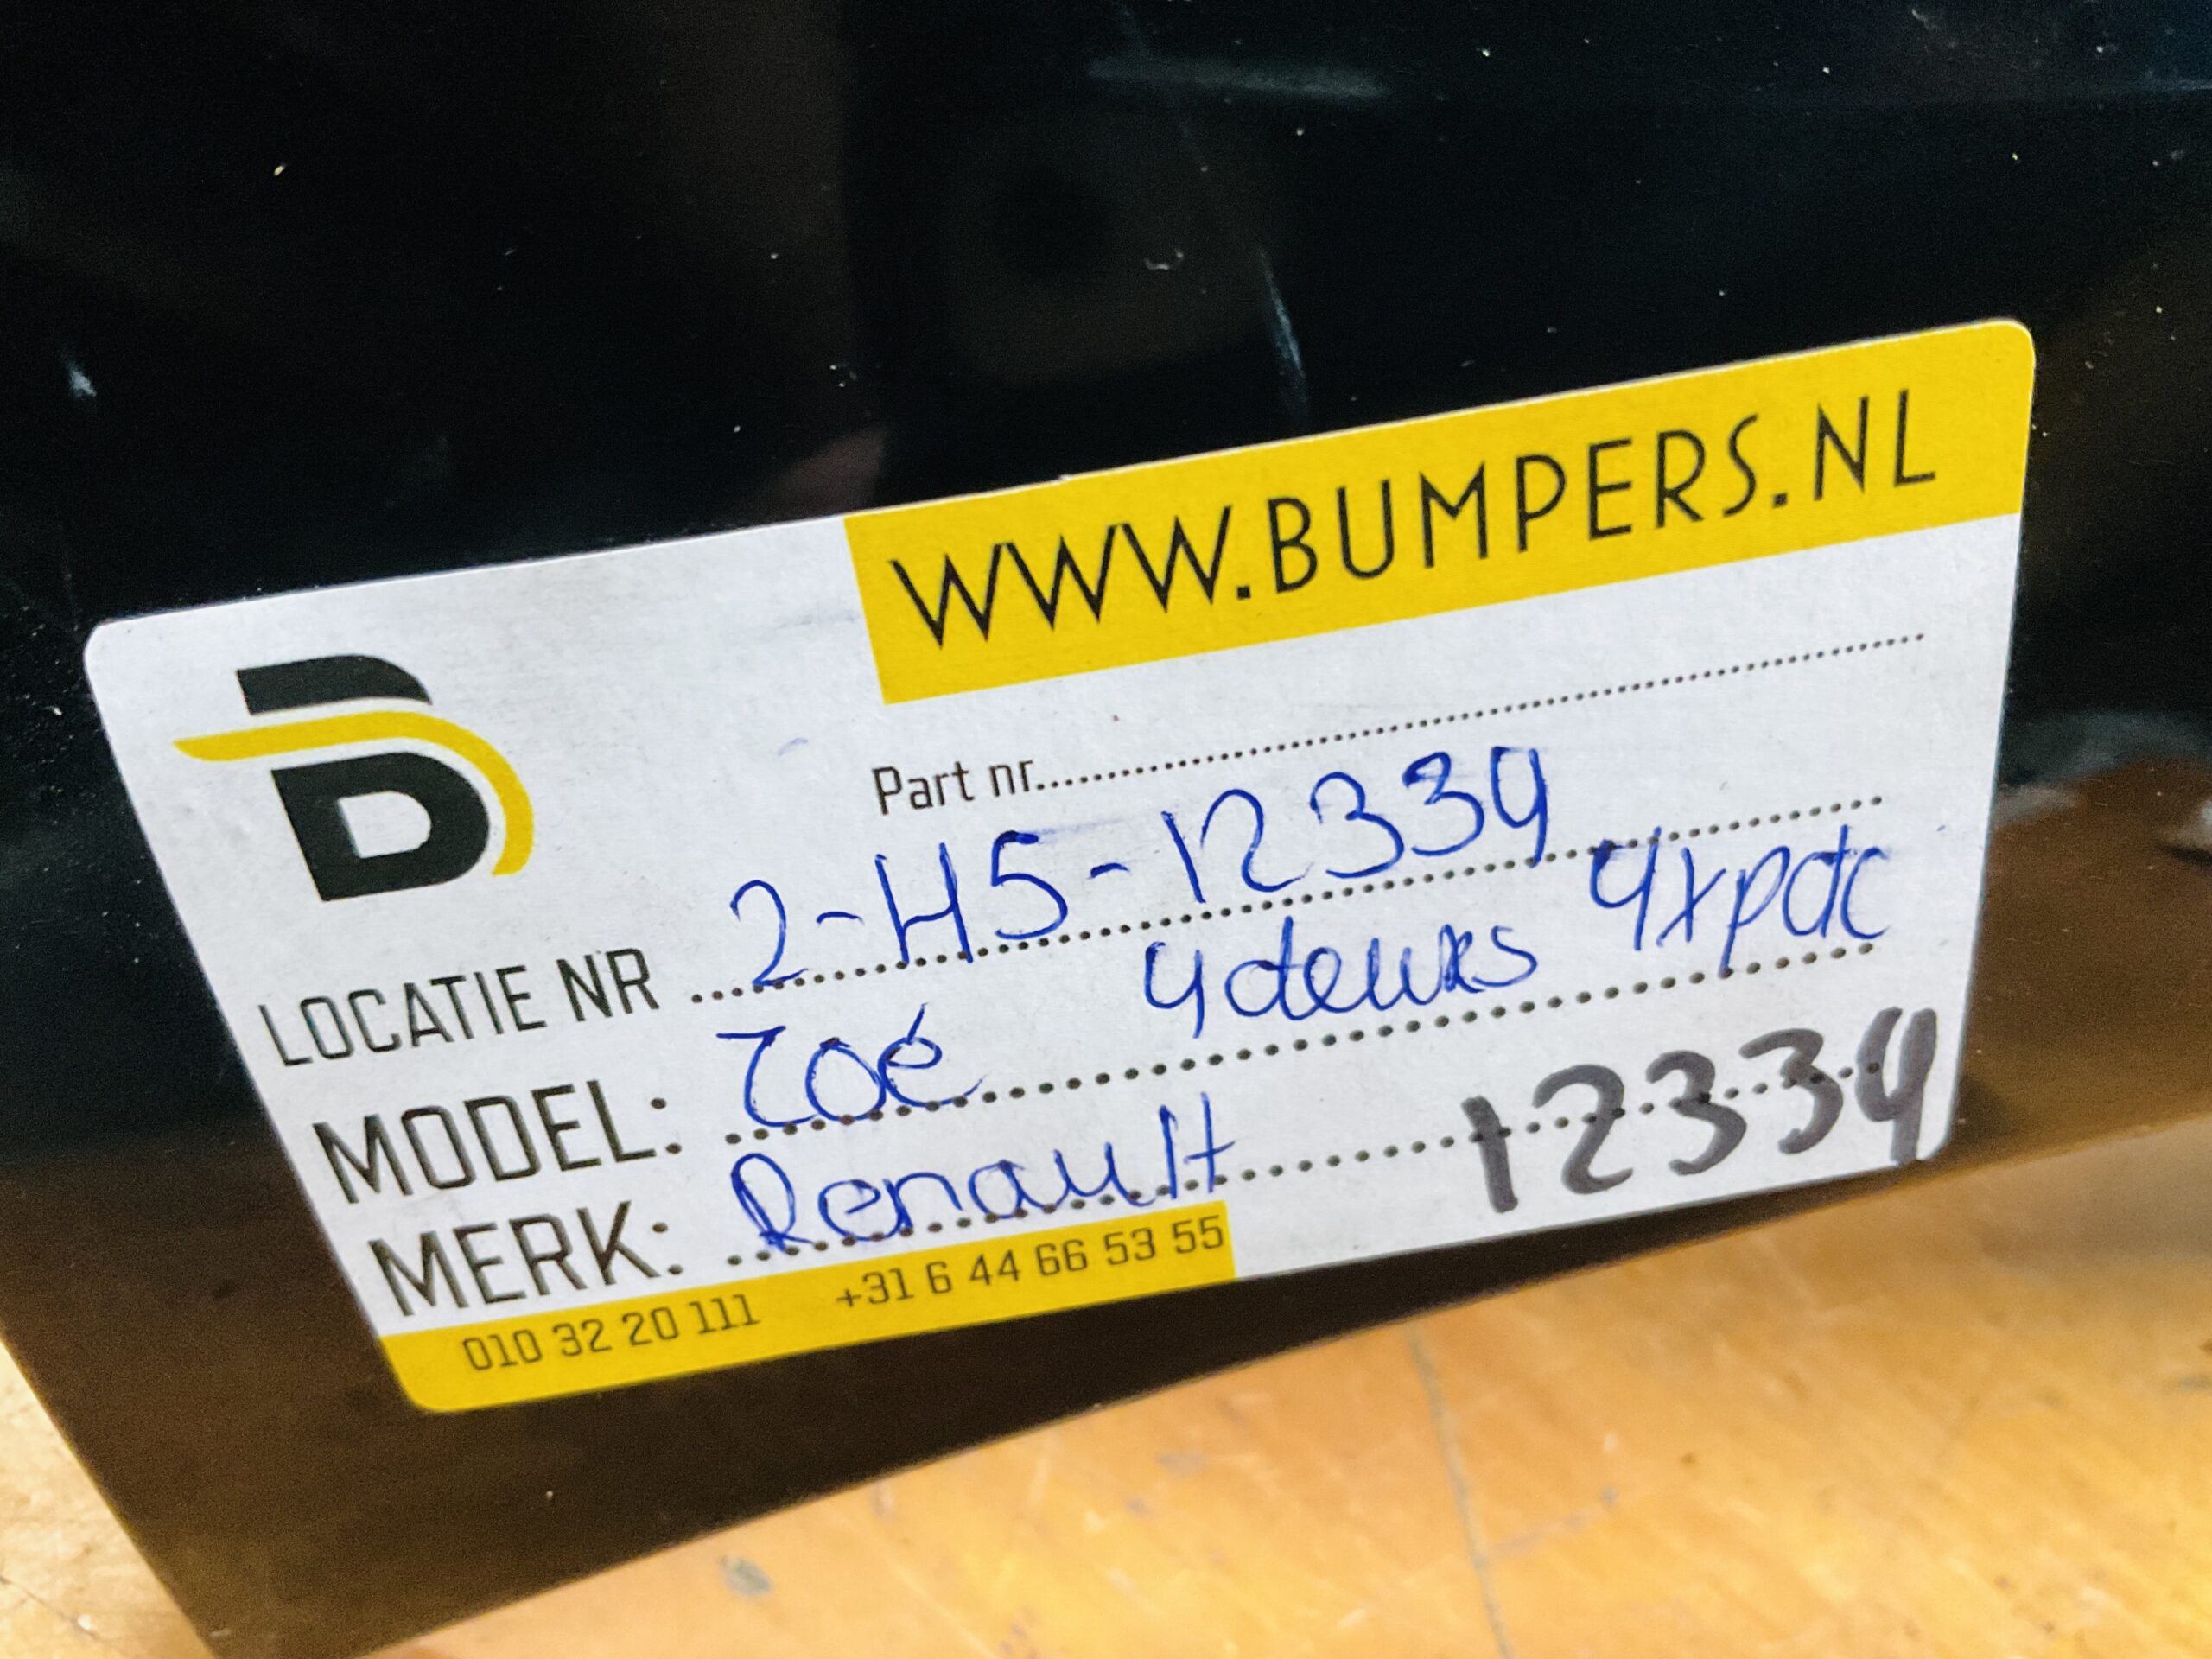 WWW.BUMPERS.NL
B
Part nr.
LOCATIE NR 2-H5-12334
MODEL: Zoé 4deurs 4xpdc
MERK: Renault 12334
010 32 20 111 +31 6 44 66 53 55